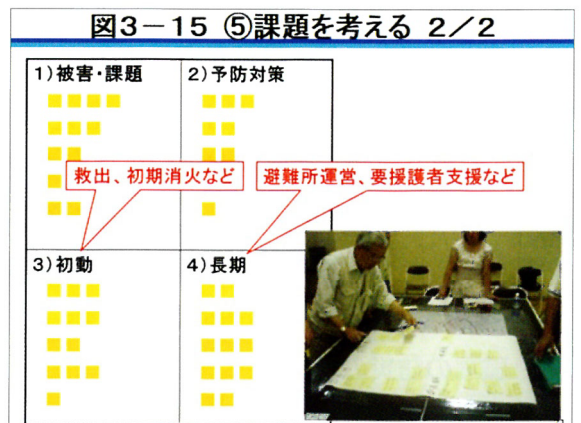 図3-15 ⑤課題を考える 2/2
1)被害・課題
2)予防対策
救出、初期消火など
避難所運営、要援護者支援など
3)初動
4)長期